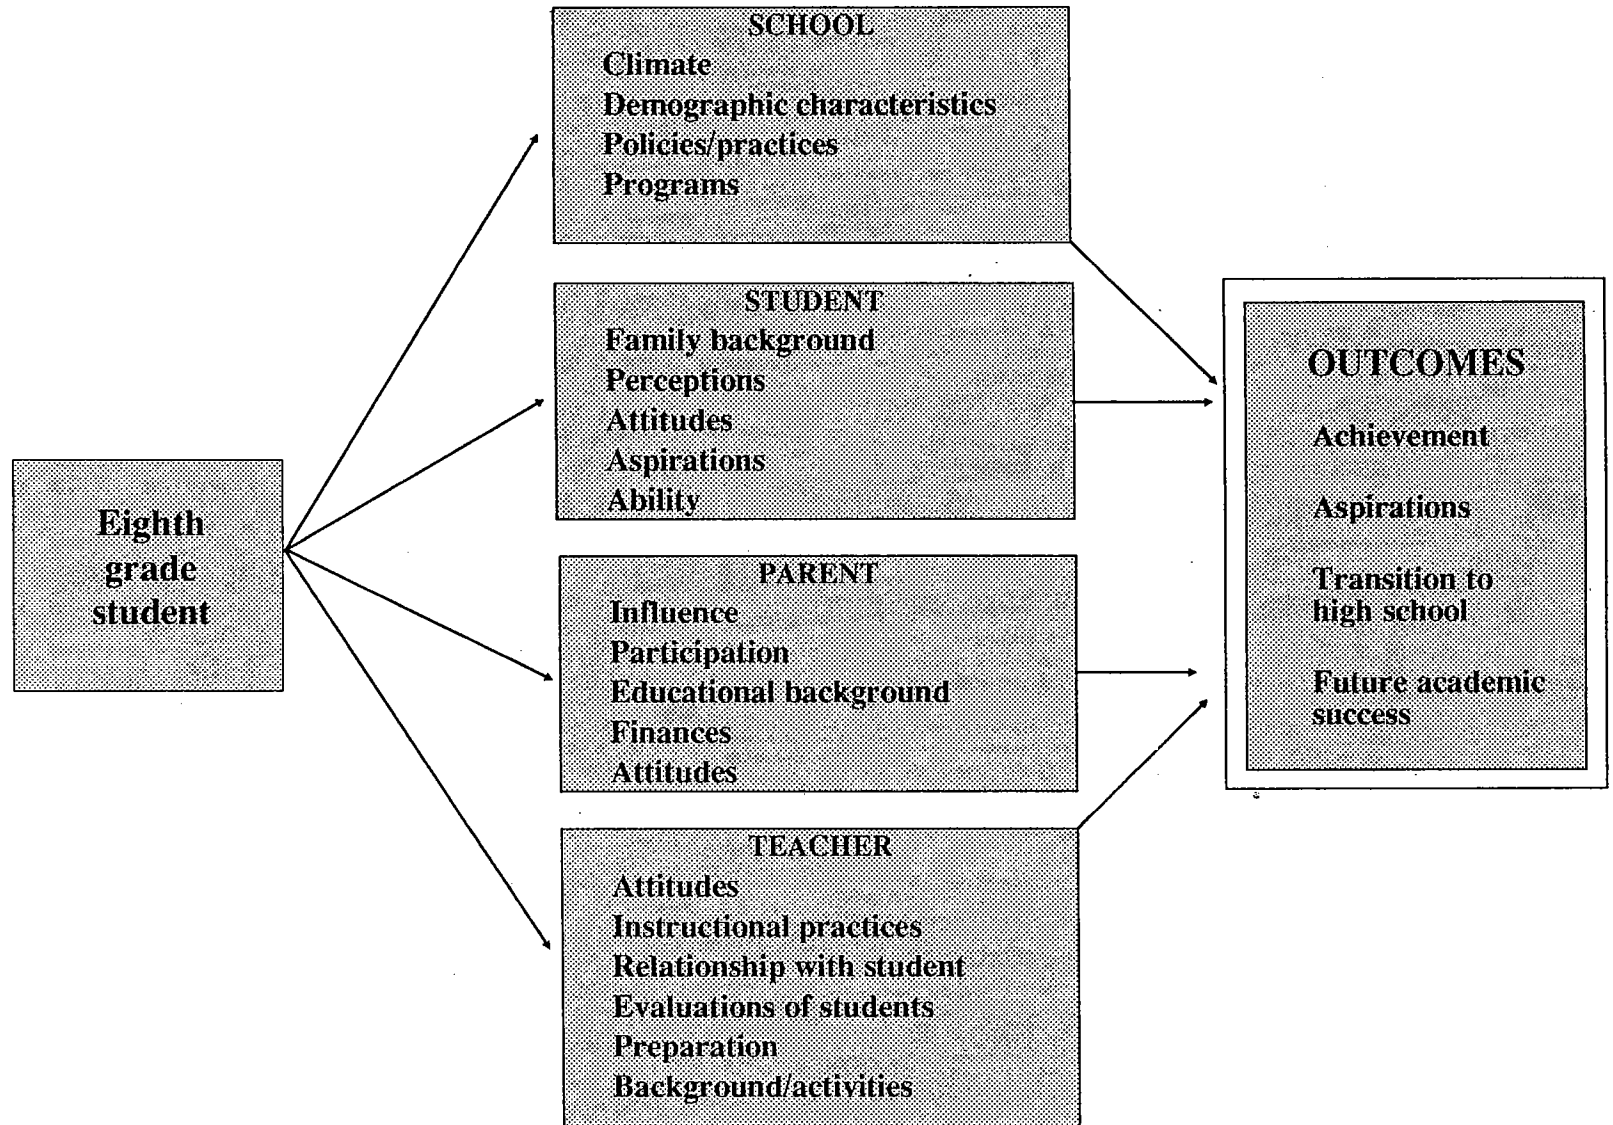 Eighth
grade
student
SCHOOL
Climate
Demographic characteristics
Policies/practices
Programs
STUDENT
Family background
Perceptions
Attitudes
Aspirations
Ability
PARENT
Influence
Participation
Educational background
Finances
Attitudes
TEACHER
Attitudes
Instructional practices
Relationship with student
Evaluations of students
Preparation
Background/activities
OUTCOMES
Achievement
Aspirations
Transition to
high school
Future academic
success